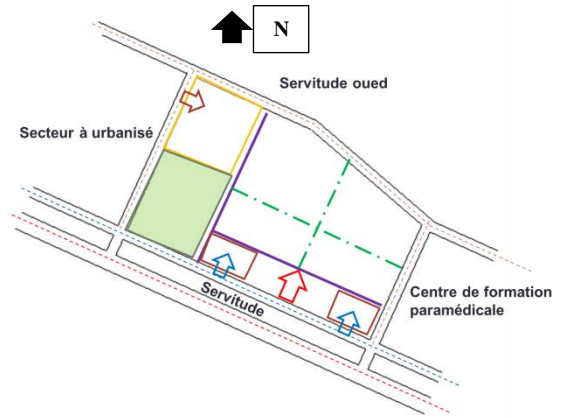 N
Servitude oued
Secteur à urbanisé
Centre de formation
paramédicale
Servitude